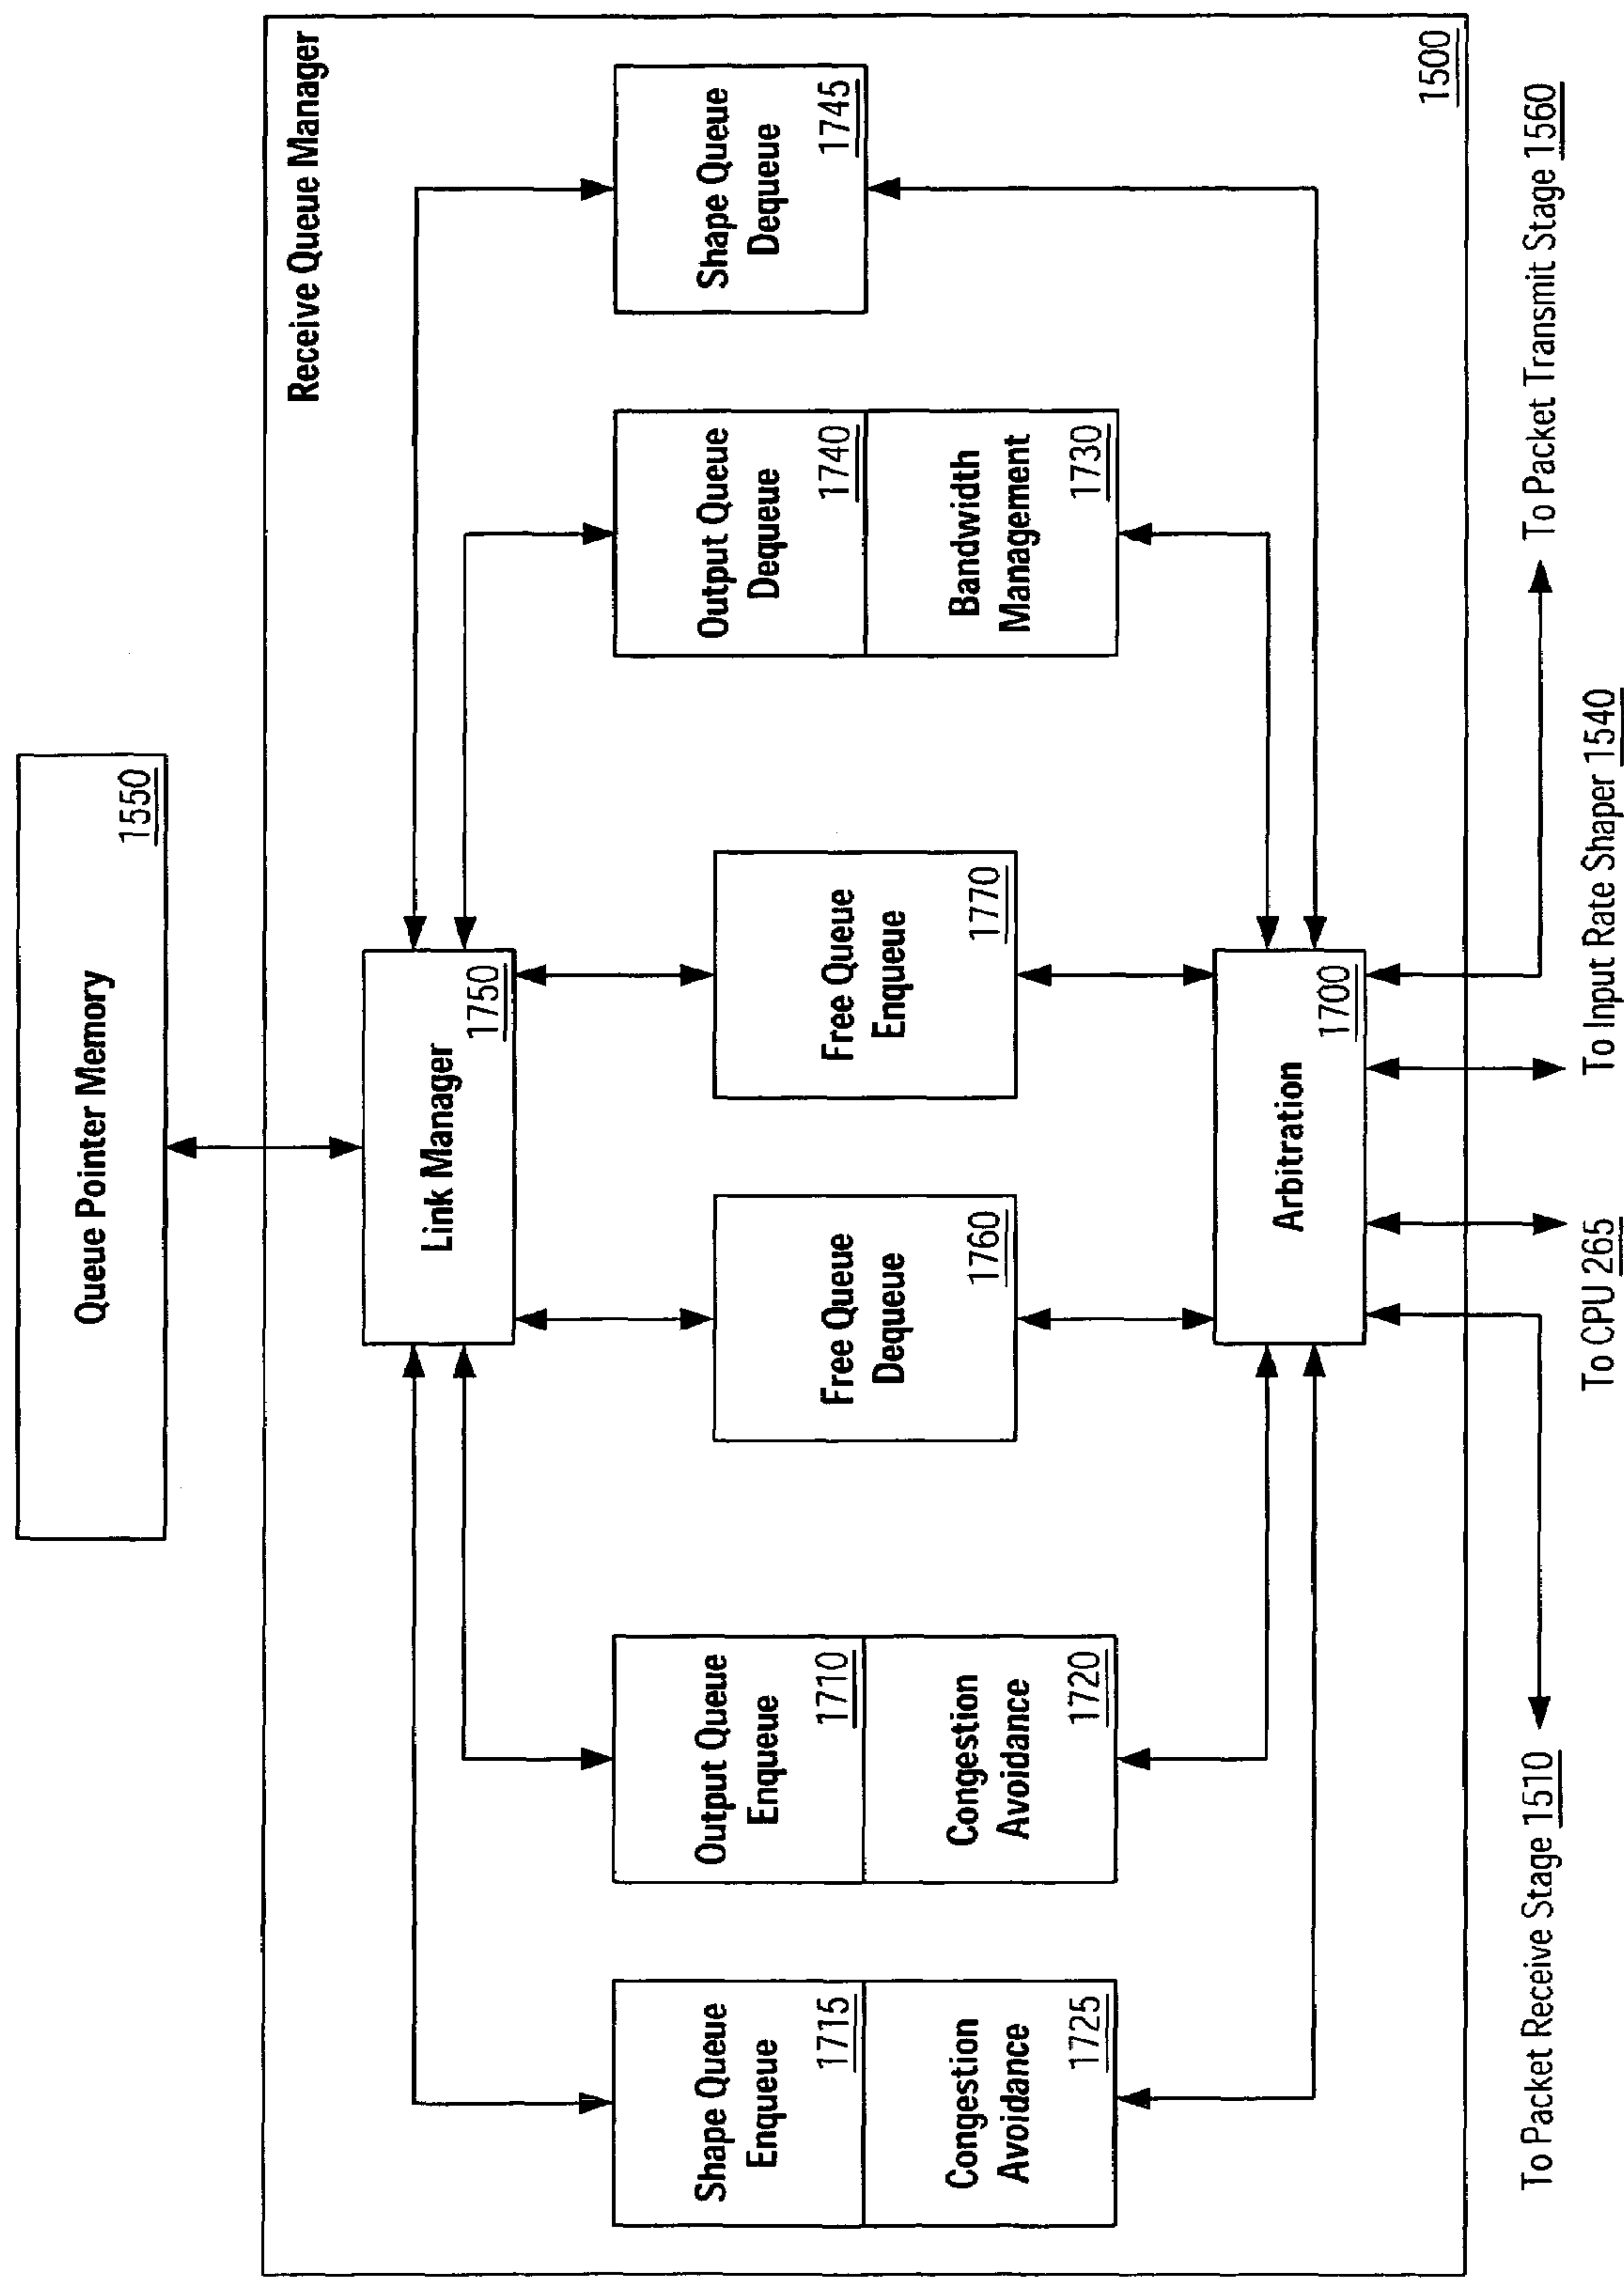 Queue Pointer Memory
1550
Receive Queue Manager
Link Manager
1750
Shape Queue
Enqueue
1715
Congestion
Avoidance
1725
Output Queue
Enqueue
1710
Congestion
Avoidance
1720
Free Queue
Dequeue
1760
Free Queue
Enqueue
1770
Output Queue
Dequeue
1740
Bandwidth
Management
1730
Shape Queue
Dequeue
1745
Arbitration
1700
1500
To Packet Receive Stage 1510
To CPU 265
To Input Rate Shaper 1540
To Packet Transmit Stage 1560